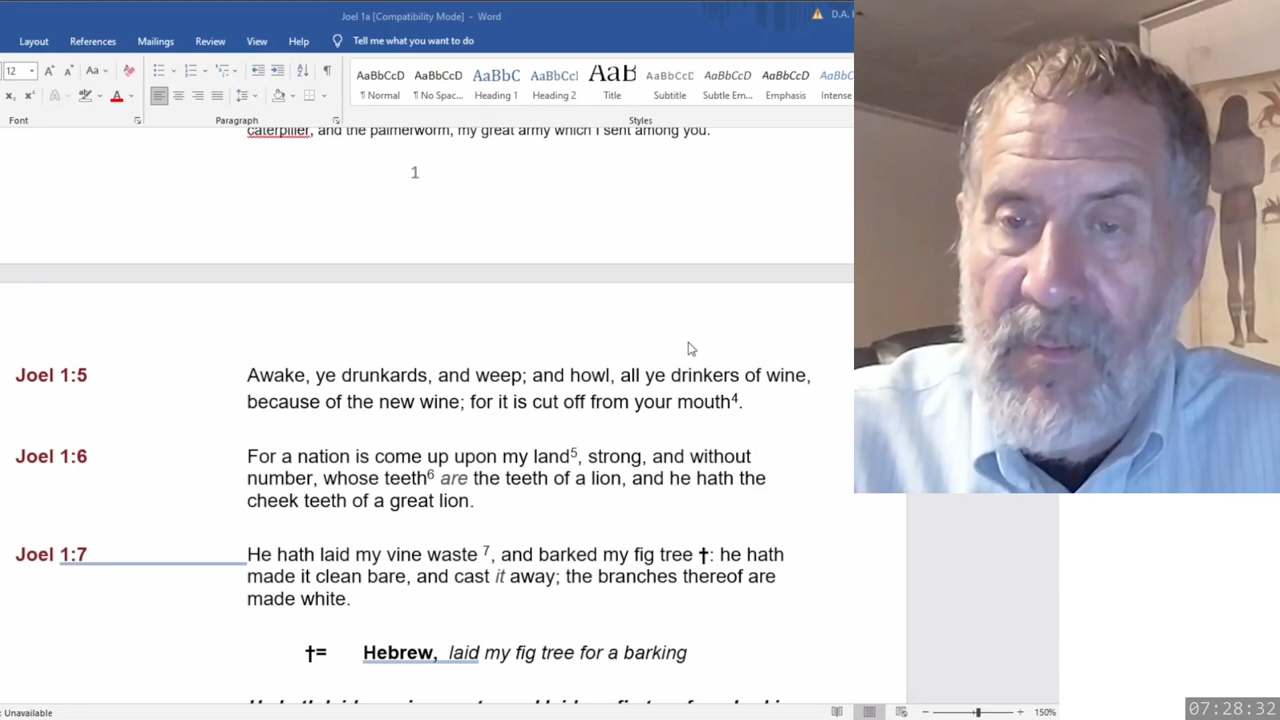 Joel 1a [Compatibility Mode] - Word
D.A.
Layout References Mailings Review View Help Tell me what you want to do
12
AaBbCcD AaBbCcD AaBbC AaBbCcl AaB AaBbCcD AaBbCcD AaBbCcD AaBbC
¶ Normal ¶ No Spac... Heading 1 Heading 2 Title Subtitle Subtle Em... Emphasis Intense
Font Paragraph Styles
caterpiller, and the palmerworm, my great army which I sent among you.
1
Joel 1:5 Awake, ye drunkards, and weep; and howl, all ye drinkers of wine,
because of the new wine; for it is cut off from your mouth⁴.
Joel 1:6 For a nation is come up upon my land⁵, strong, and without
number, whose teeth⁶ are the teeth of a lion, and he hath the
cheek teeth of a great lion.
Joel 1:7 He hath laid my vine waste ⁷, and barked my fig tree ✝: he hath
made it clean bare, and cast it away; the branches thereof are
made white.
✝= Hebrew, laid my fig tree for a barking
: Unavailable
150%
07:28:32